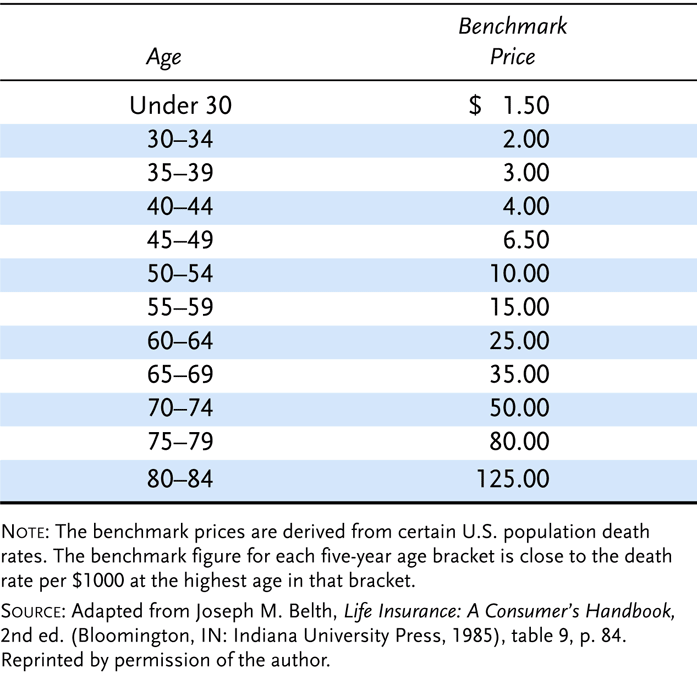 Benchmark
Age Price
Under 30 $ 1.50
30–34 2.00
35–39 3.00
40–44 4.00
45–49 6.50
50–54 10.00
55–59 15.00
60–64 25.00
65–69 35.00
70–74 50.00
75–79 80.00
80–84 125.00
NOTE: The benchmark prices are derived from certain U.S. population death
rates. The benchmark figure for each five-year age bracket is close to the death
rate per $1000 at the highest age in that bracket.
SOURCE: Adapted from Joseph M. Belth, Life Insurance: A Consumer’s Handbook,
2nd ed. (Bloomington, IN: Indiana University Press, 1985), table 9, p. 84.
Reprinted by permission of the author.